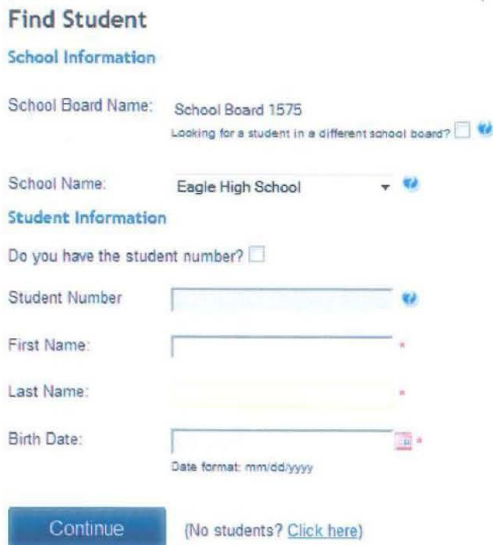 Find Student
School Information
School Board Name: School Board 1575
Looking for a student in a different school board?
School Name: Eagle High School
Student Information
Do you have the student number?
Student Number
First Name: *
Last Name: *
Birth Date: *
Date format: mm/dd/yyyy
Continue (No students? Click here)